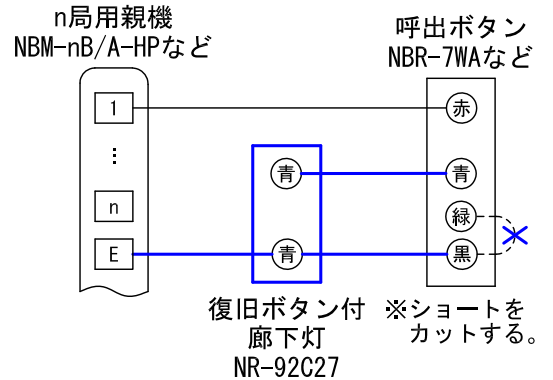 n局用親機
NBM-nB/A-HPなど
呼出ボタン
NBR-7WAなど
1
赤
⋮
青
青
n
緑
E
青
黒
復旧ボタン付
廊下灯
NR-92C27
※ショートを
カットする。